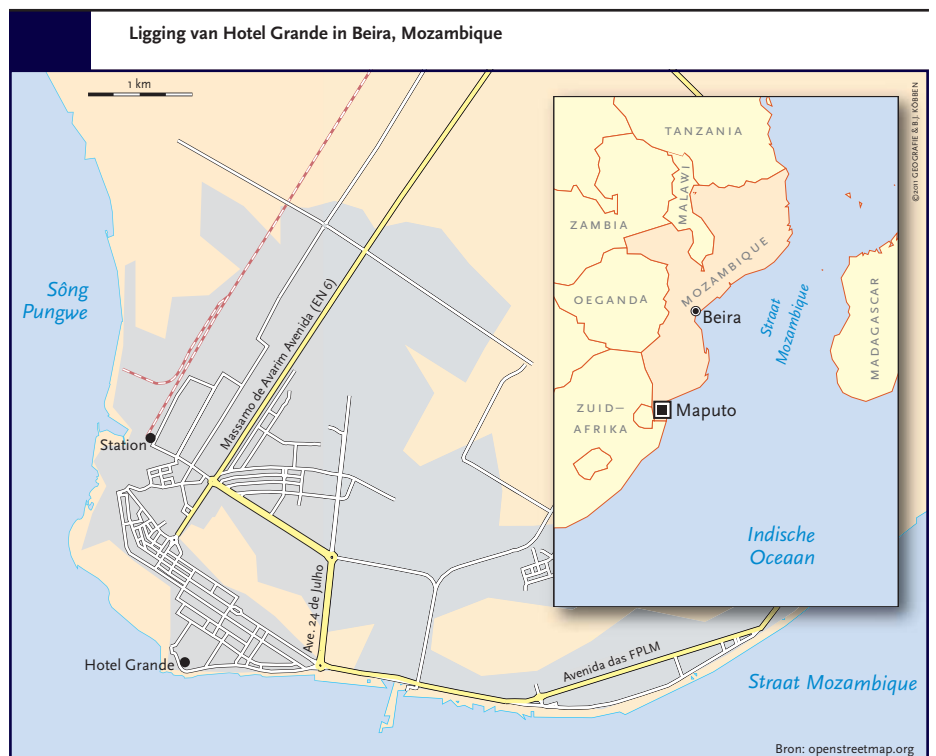 Ligging van Hotel Grande in Beira, Mozambique
1 km
©2011 GEOGRAFIE & B.J. KÖBBEN
TANZANIA
MALAWI
ZAMBIA
MOZAMBIQUE
OEGANDA
Beira
Straat
Mozambique
MADAGASCAR
ZUID–
AFRIKA
Maputo
Indische
Oceaan
Sông
Pungwe
Massamo de Avarim Avenida (EN 6)
Station
Ave. 24 de Julho
Hotel Grande
Avenida das FPLM
Straat Mozambique
Bron: openstreetmap.org